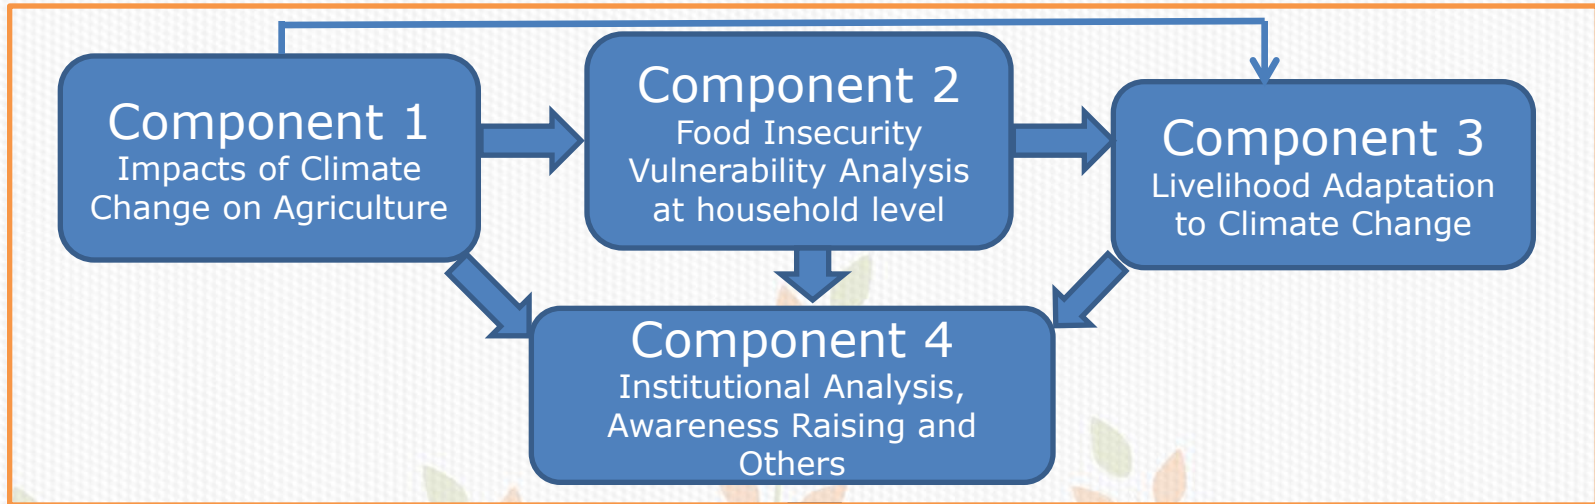 Component 1
Impacts of Climate
Change on Agriculture
Component 2
Food Insecurity
Vulnerability Analysis
at household level
Component 3
Livelihood Adaptation
to Climate Change
Component 4
Institutional Analysis,
Awareness Raising and
Others